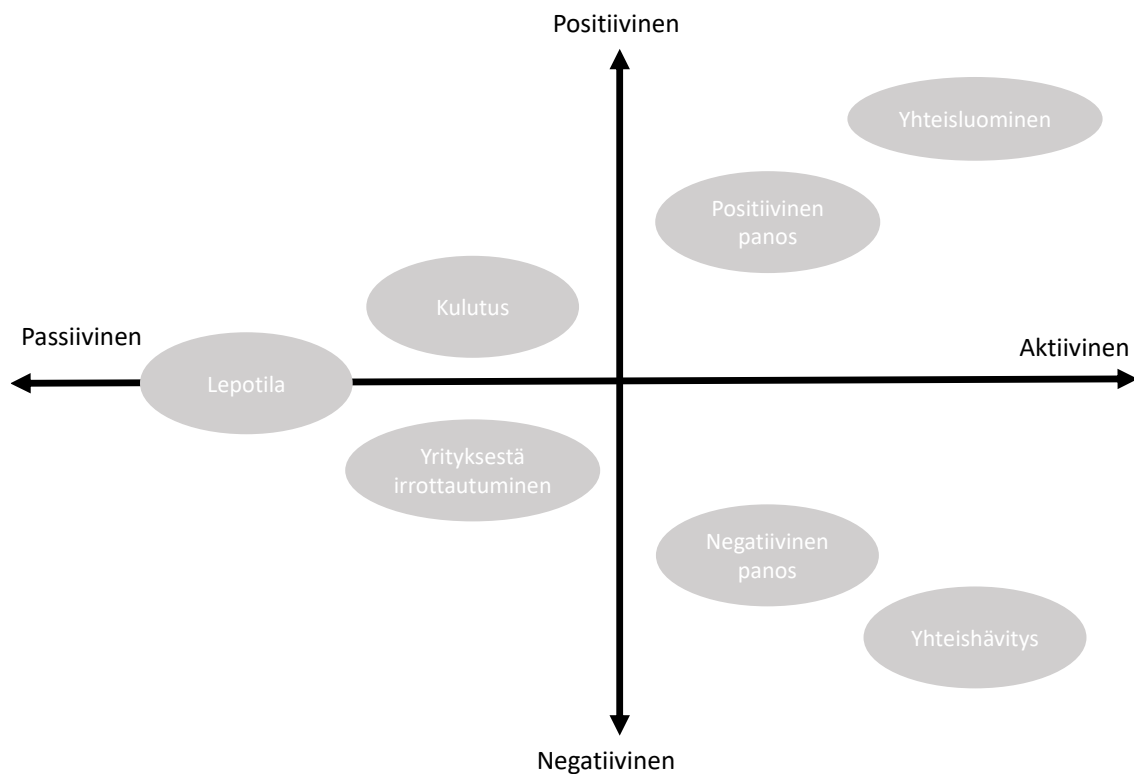 Positiivinen
Yhteisluominen
Positiivinen
panos
Kulutus
Passiivinen
Aktiivinen
Lepotila
Yrityksestä
irrottautuminen
Negatiivinen
panos
Yhteishävitys
Negatiivinen